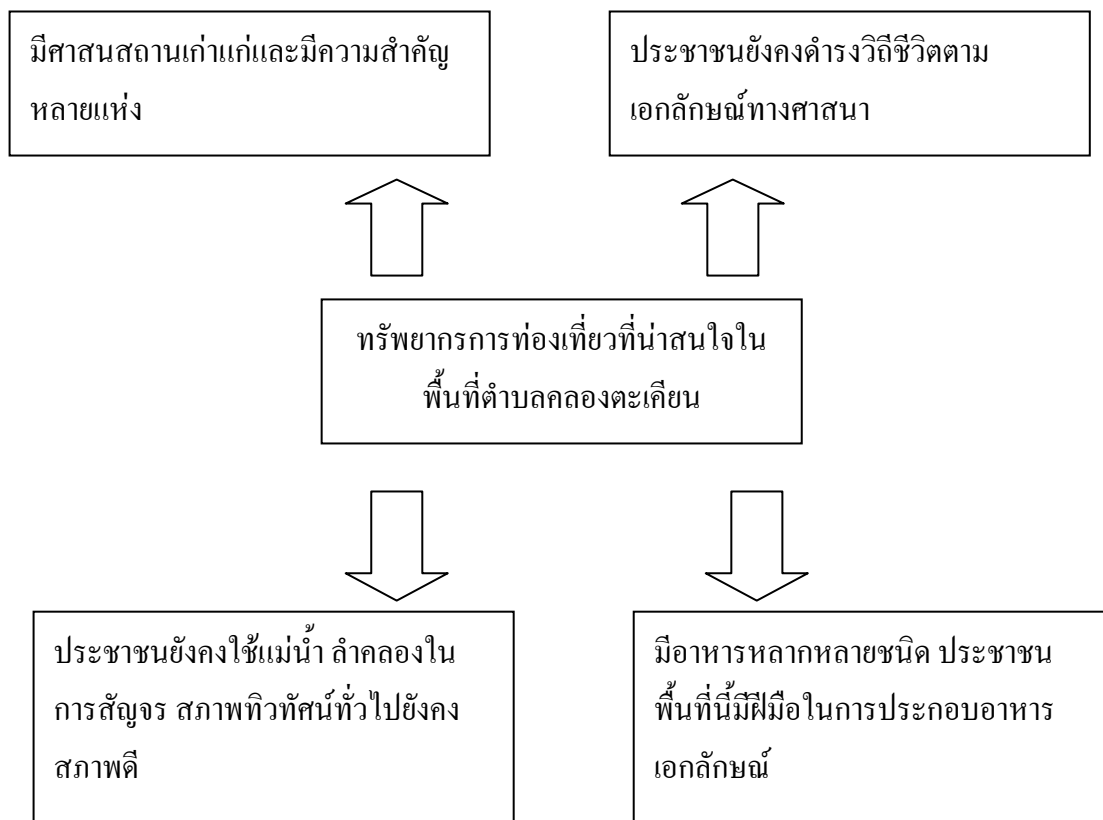 มีศาสนสถานเก่าแก่และมีความสำคัญ
หลายแห่ง
ประชาชนยังคงดำรงวิถีชีวิตตาม
เอกลักษณ์ทางศาสนา
ทรัพยากรการท่องเที่ยวที่น่าสนใจใน
พื้นที่ตำบลคลองตะเคียน
ประชาชนยังคงใช้แม่น้ำ ลำคลองใน
การสัญจร สภาพทิวทัศน์ทั่วไปยังคง
สภาพดี
มีอาหารหลากหลายชนิด ประชาชน
พื้นที่นี้มีฝีมือในการประกอบอาหาร
เอกลักษณ์